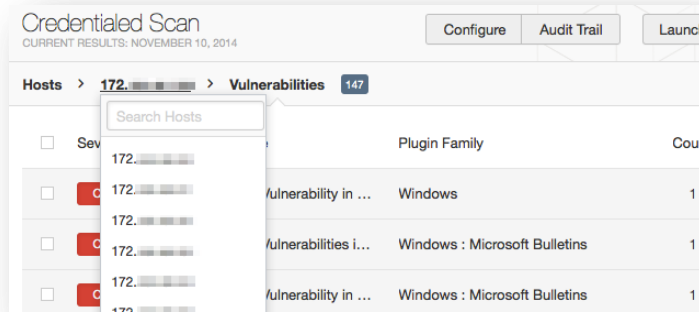 Credentialed Scan
CURRENT RESULTS: NOVEMBER 10, 2014
Configure Audit Trail Launc
Hosts > 172. > Vulnerabilities 147
Search Hosts
Sev Plugin Family Cou
172.
172. Vulnerability in ... Windows 1
172.
172. Vulnerabilities i... Windows : Microsoft Bulletins 1
172.
172. Vulnerability in ... Windows : Microsoft Bulletins 1